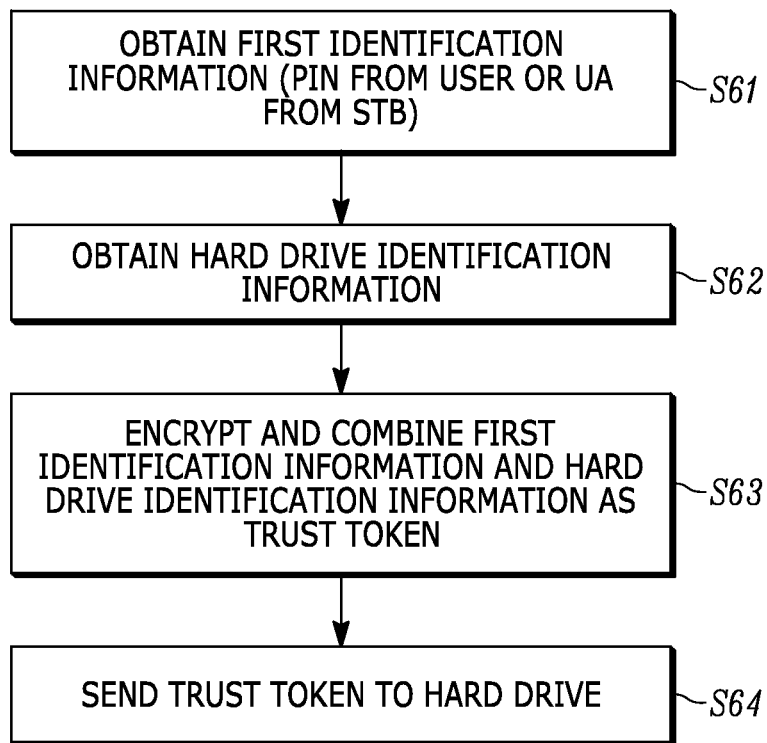 OBTAIN FIRST IDENTIFICATION
INFORMATION (PIN FROM USER OR UA
FROM STB)
S61
OBTAIN HARD DRIVE IDENTIFICATION
INFORMATION
S62
ENCRYPT AND COMBINE FIRST
IDENTIFICATION INFORMATION AND HARD
DRIVE IDENTIFICATION INFORMATION AS
TRUST TOKEN
S63
SEND TRUST TOKEN TO HARD DRIVE
S64